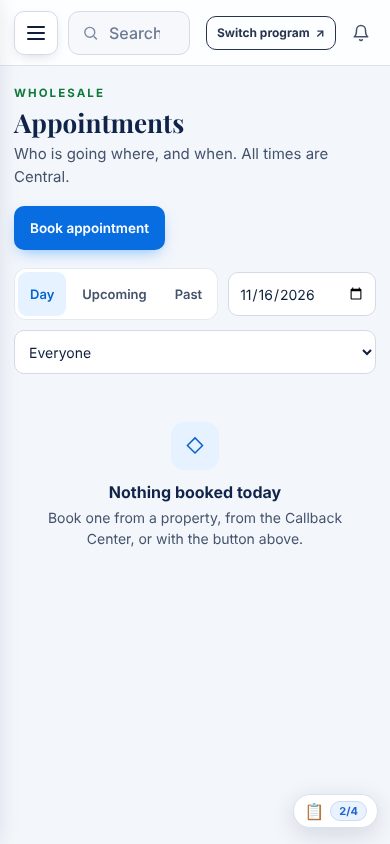 Search
Switch program ↗
WHOLESALE
Appointments
Who is going where, and when. All times are
Central.
Book appointment
Day
Upcoming
Past
11/16/2026
Everyone
Nothing booked today
Book one from a property, from the Callback
Center, or with the button above.
2/4